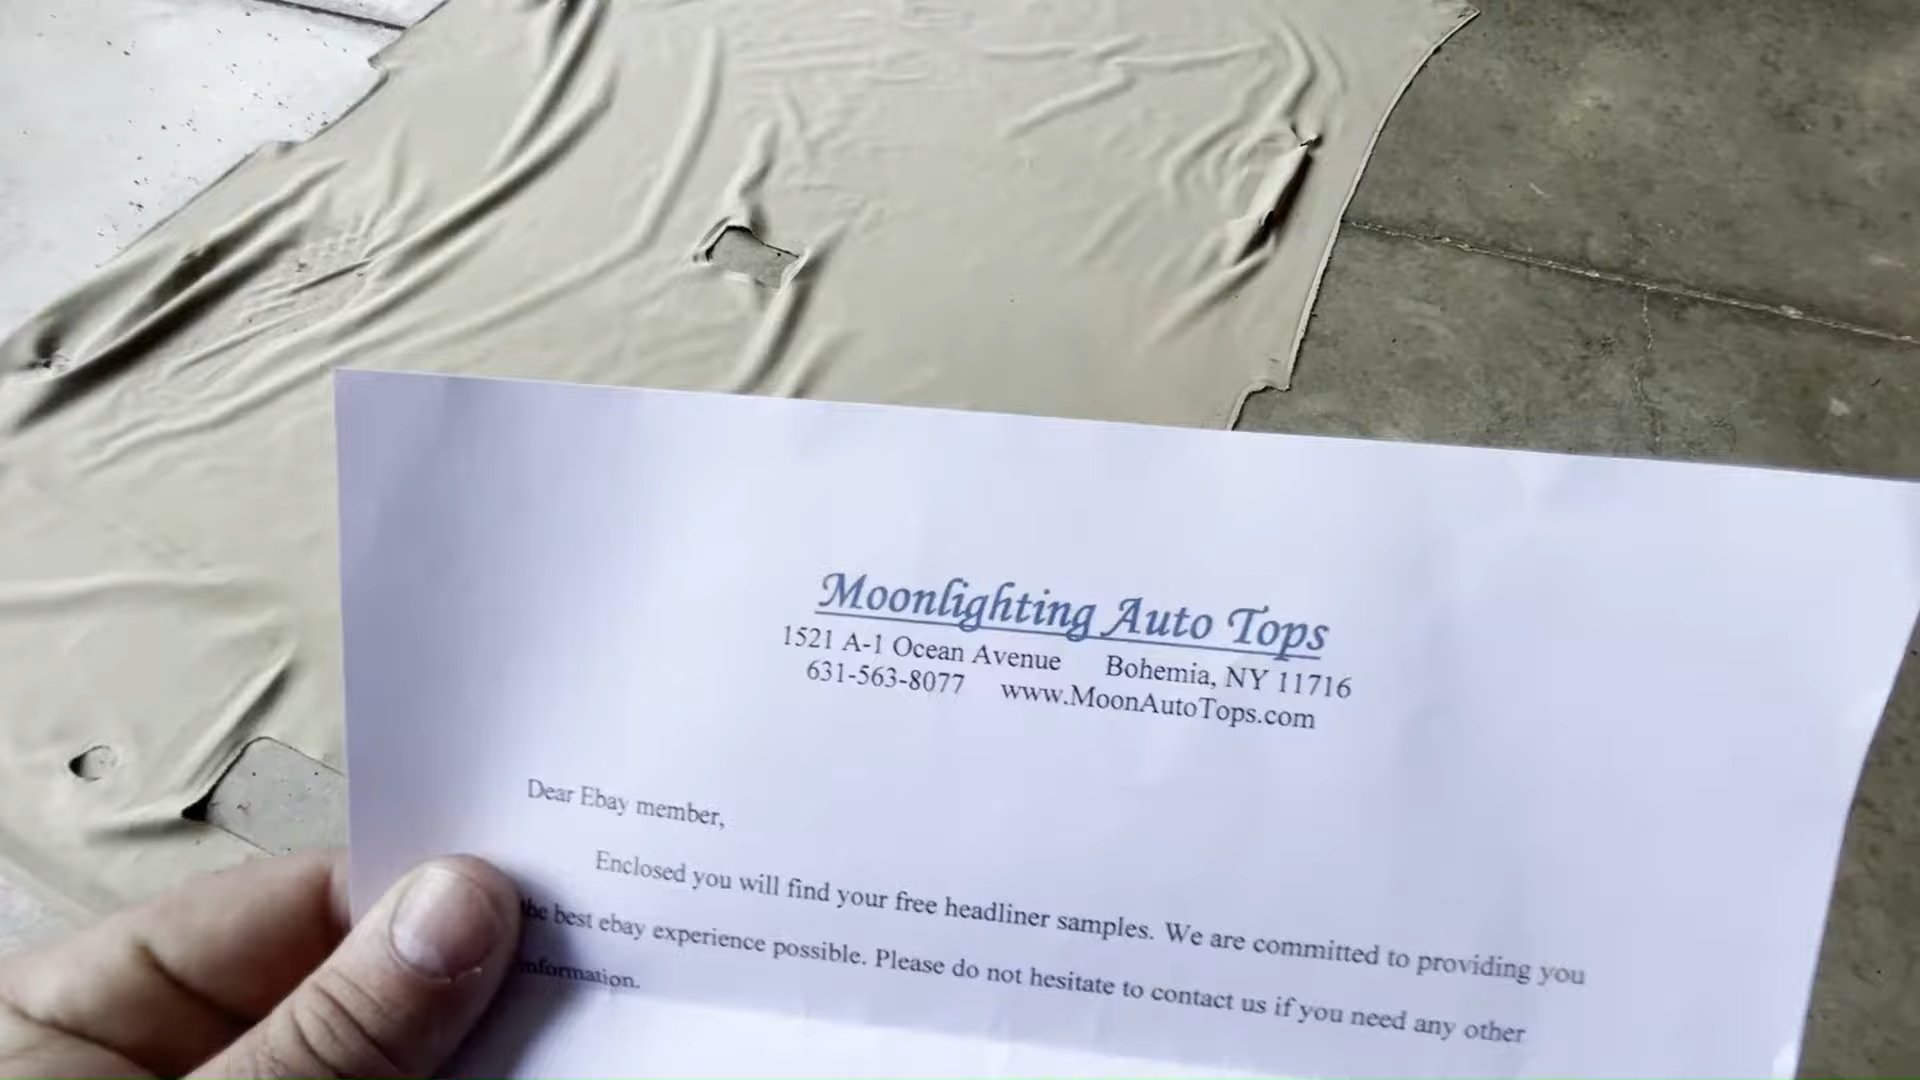 Moonlighting Auto Tops
1521 A-1 Ocean Avenue Bohemia, NY 11716
631-563-8077 www.MoonAutoTops.com
Dear Ebay member,
Enclosed you will find your free headliner samples. We are committed to providing you
the best ebay experience possible. Please do not hesitate to contact us if you need any other
information.